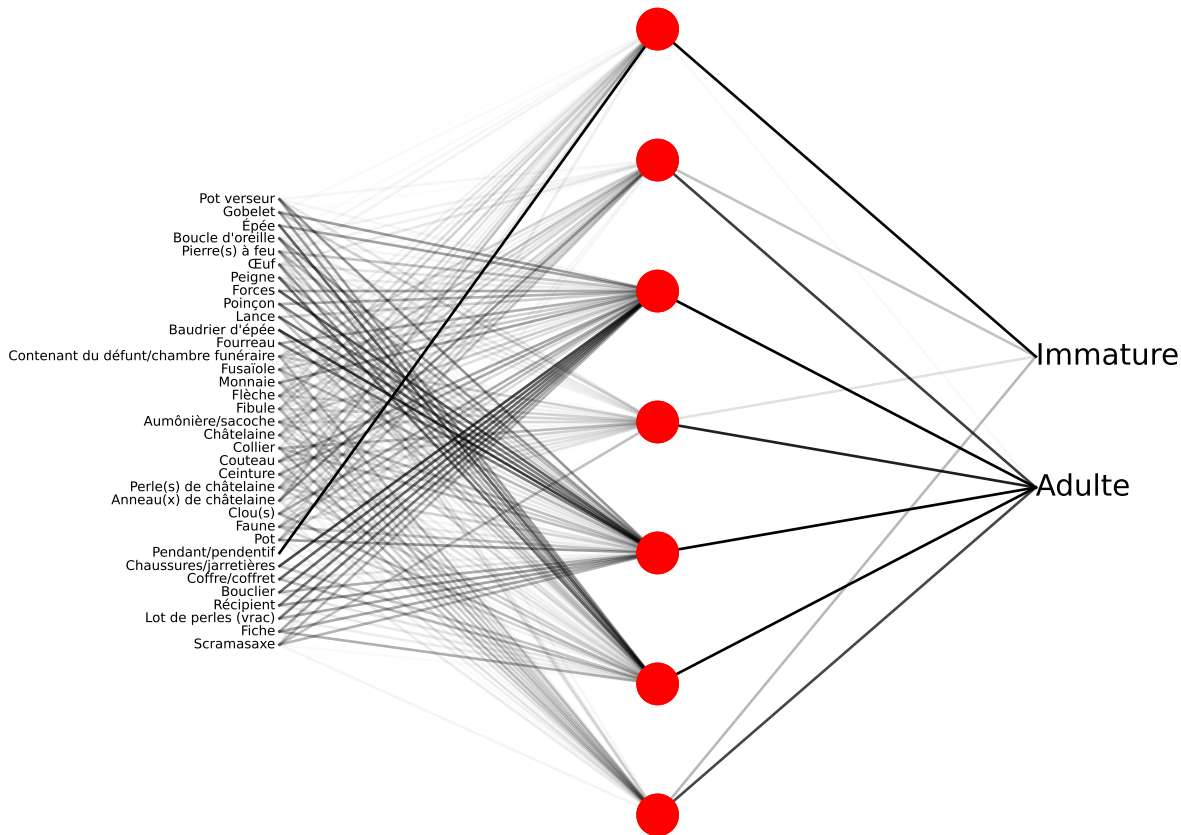 Pot verseur
Gobelet
Épée
Boucle d'oreille
Pierre(s) à feu
Œuf
Peigne
Forces
Poinçon
Lance
Baudrier d'épée
Fourreau
Contenant du défunt/chambre funéraire
Fusaïole
Monnaie
Flèche
Fibule
Aumônière/sacoche
Châtelaine
Collier
Couteau
Ceinture
Perle(s) de châtelaine
Anneau(x) de châtelaine
Clou(s)
Faune
Pot
Pendant/pendentif
Chaussures/jarretières
Coffre/coffret
Bouclier
Récipient
Lot de perles (vrac)
Fiche
Scramasaxe
Immature
Adulte